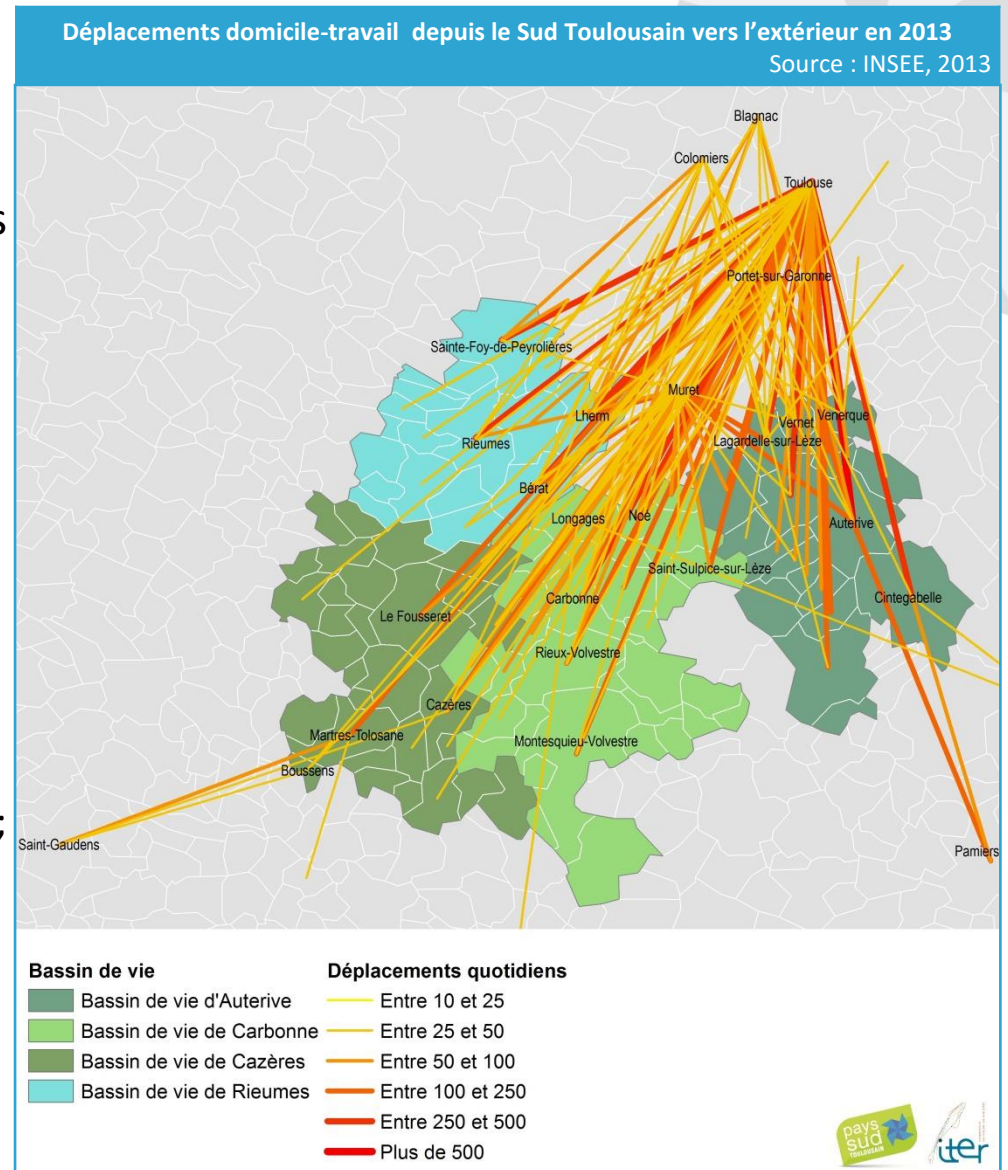 Déplacements domicile-travail depuis le Sud Toulousain vers l'extérieur en 2013
Source : INSEE, 2013
s
Blagnac
Colomiers
Toulouse
Portet-sur-Garonne
Sainte-Foy-de-Peyrolières
Muret
Lherm
Vernet
Venerque
Rieumes
Lagardelle-sur-Lèze
Bérat
Longages
Noé
Auterive
Saint-Sulpice-sur-Lèze
Carbonne
Cintegabelle
Le Fousseret
Rieux-Volvestre
Cazères
Martres-Tolosane
Montesquieu-Volvestre
Boussens
Saint-Gaudens
Pamiers
Bassin de vie
Bassin de vie d'Auterive
Bassin de vie de Carbonne
Bassin de vie de Cazères
Bassin de vie de Rieumes
Déplacements quotidiens
Entre 10 et 25
Entre 25 et 50
Entre 50 et 100
Entre 100 et 250
Entre 250 et 500
Plus de 500
pays
sud
TOULOUSAIN
iter